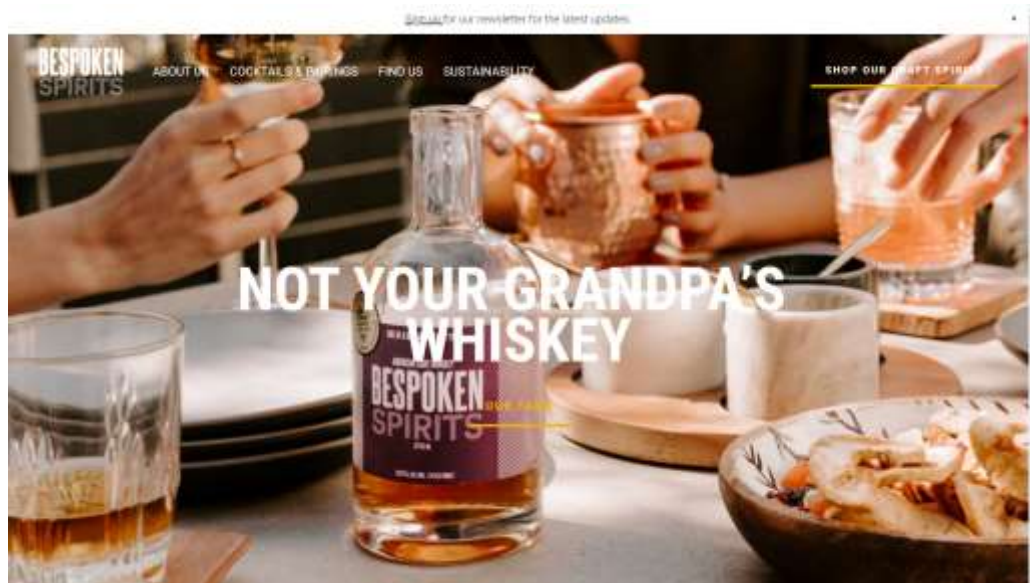 Sign up for our newsletter for the latest updates.
BESPOKEN
SPIRITS
ABOUT US
COCKTAILS & PAIRINGS
FIND US
SUSTAINABILITY
SHOP OUR CRAFT SPIRITS
NOT YOUR GRANDPA'S
WHISKEY
BESPOKEN
SPIRITS